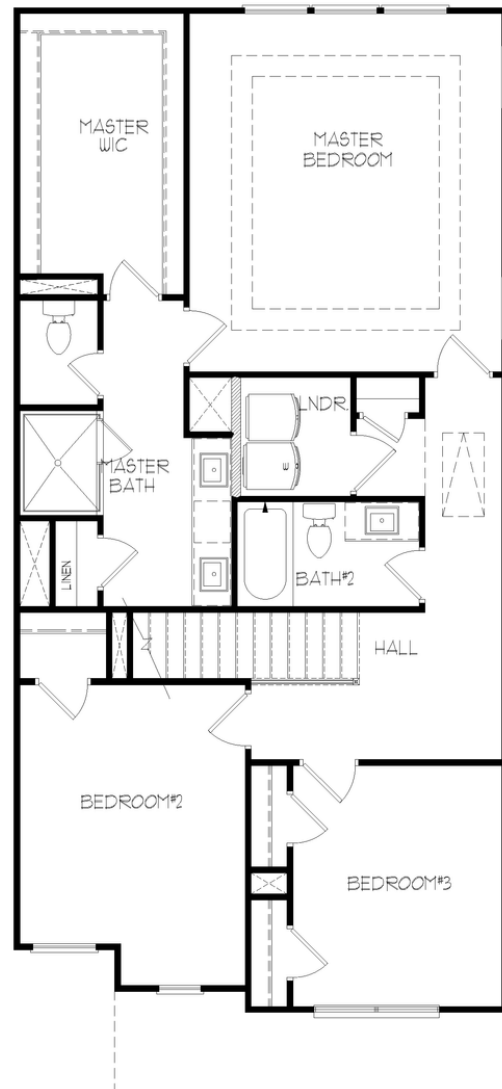 MASTER
WIC
MASTER
BEDROOM
LNDR.
MASTER
BATH
LINEN
BATH#2
HALL
BEDROOM#2
BEDROOM#3